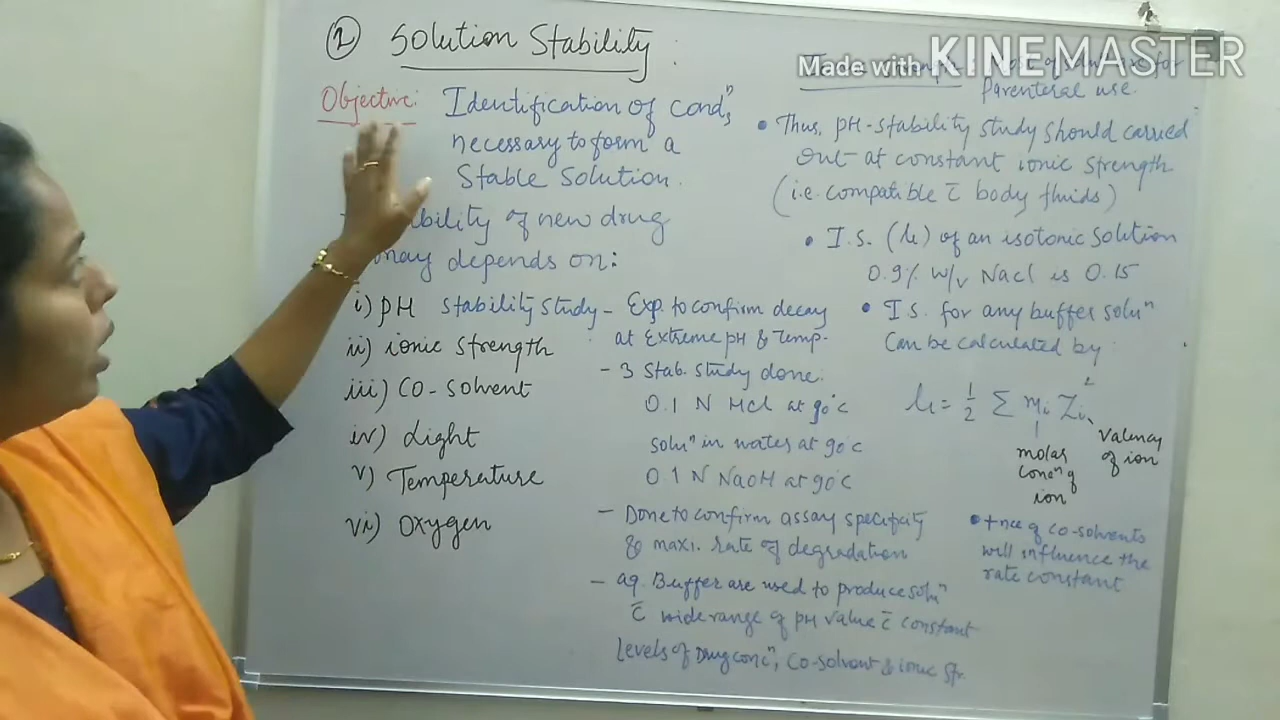 ② Solution Stability :
Objective: Identification of condⁿs
necessary to form a
Stable Solution.
of new drug
may depends on:
i) pH
ii) ionic strength
iii) Co-solvent
iv) Light
v) Temperature
vi) Oxygen
Stability Study - Exp. to confirm decay
at Extreme pH & Temp.
- 3 Stab. Study done:
0.1 N HCl at 90°C
Soluⁿ in water at 90°C
0.1 N NaOH at 90°C
- Done to confirm assay specificity
& maxi. rate of degradation
- aq. Buffer are used to produce soluⁿ
c̄ wide range of pH value c̄ constant
levels of Drug concⁿ, Co-solvent & ionic Str.
Made with KINEMASTER
Parenteral use.
• Thus, pH-stability study should carried
out at constant ionic strength
(i.e. compatible c̄ body fluids)
• I.S. (μ) of an isotonic solution
0.9% w/v NaCl is 0.15
• I.S. for any buffer soluⁿ
Can be calculated by
μ = 1/2 Σ mi Zi²
molar
concⁿ of
ion
valency
of ion
• +nce of co-solvents
will influence the
rate constant